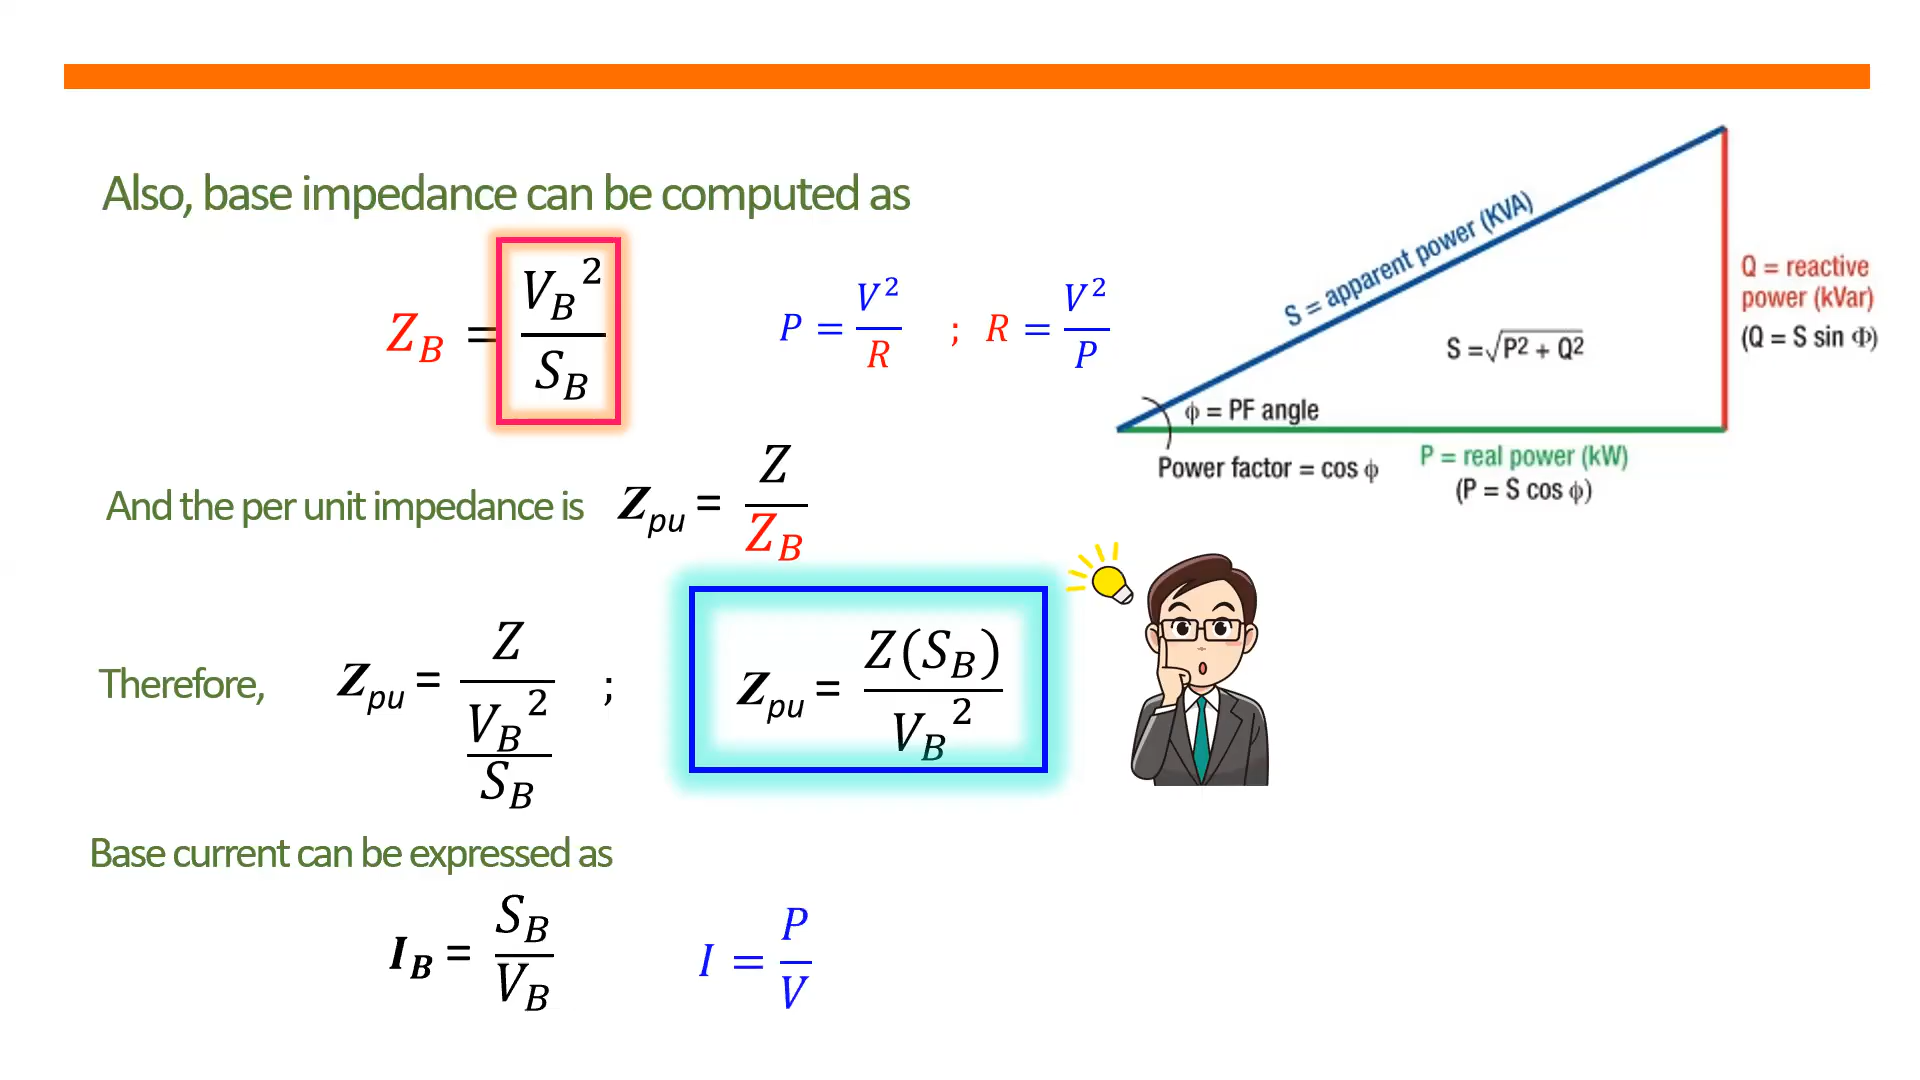 Also, base impedance can be computed as
Z_B = V_B² / S_B
P = V² / R ; R = V² / P
S = apparent power (KVA)
Q = reactive
power (kVar)
(Q = S sin Φ)
S = √(P2 + Q2)
ϕ = PF angle
Power factor = cos ϕ
P = real power (kW)
(P = S cos ϕ)
And the per unit impedance is Z_pu = Z / Z_B
Therefore, Z_pu = Z / (V_B² / S_B) ; Z_pu = Z(S_B) / V_B²
Base current can be expressed as
I_B = S_B / V_B
I = P / V